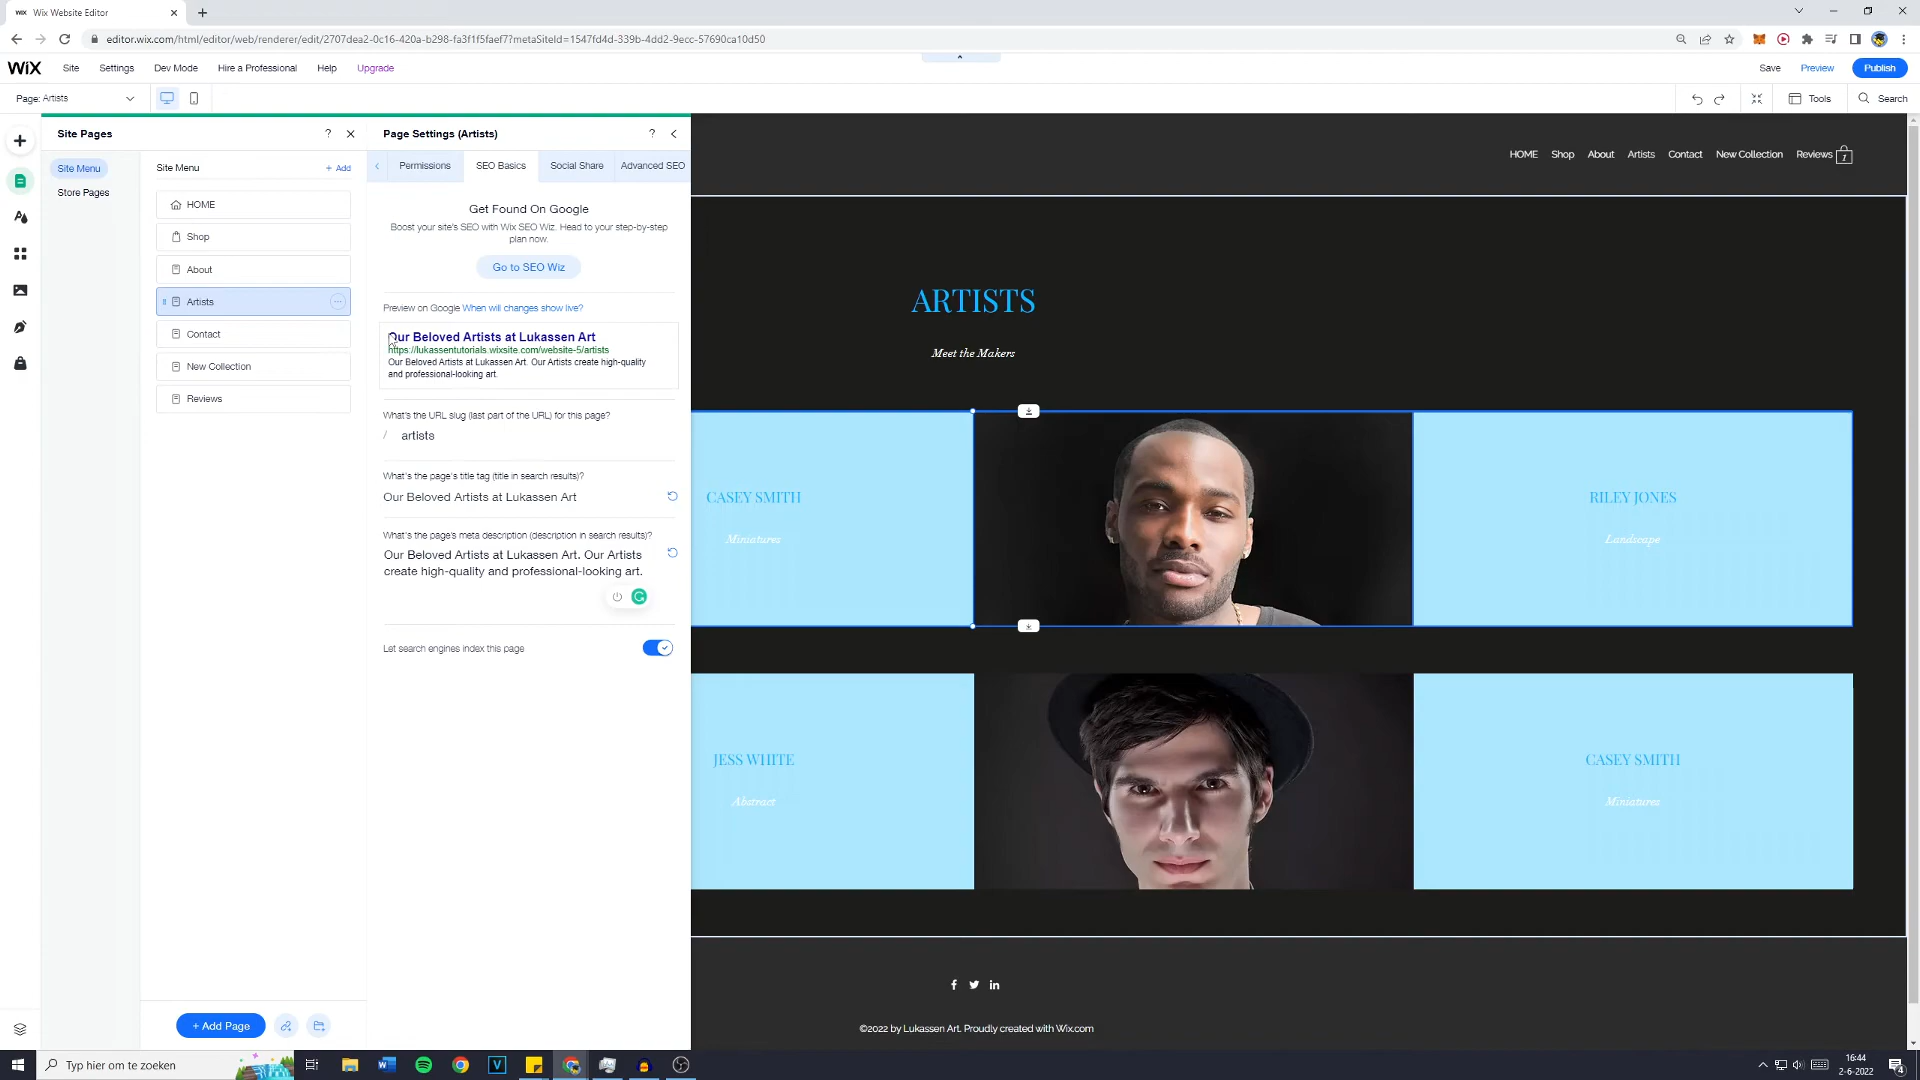 WIX Wix Website Editor
editor.wix.com/html/editor/web/renderer/edit/2707dea2-0c16-420a-b298-fa3f1f5faef7?metaSiteId=1547fd4d-339b-4dd2-9ecc-57690ca10d50
WiX Site Settings Dev Mode Hire a Professional Help Upgrade Save Preview Publish
Page: Artists Tools Search
Site Pages ?
Site Menu
Store Pages
Site Menu + Add
HOME
Shop
About
Artists
Contact
New Collection
Reviews
+ Add Page
Page Settings (Artists) ?
Permissions SEO Basics Social Share Advanced SEO
Get Found On Google
Boost your site's SEO with Wix SEO Wiz. Head to your step-by-step
plan now.
Go to SEO Wiz
Preview on Google When will changes show live?
Our Beloved Artists at Lukassen Art
https://lukassentutorials.wixsite.com/website-5/artists
Our Beloved Artists at Lukassen Art. Our Artists create high-quality
and professional-looking art.
What's the URL slug (last part of the URL) for this page?
/ artists
What's the page's title tag (title in search results)?
Our Beloved Artists at Lukassen Art
What's the page's meta description (description in search results)?
Our Beloved Artists at Lukassen Art. Our Artists
create high-quality and professional-looking art.
Let search engines index this page
HOME Shop About Artists Contact New Collection Reviews 1
ARTISTS
Meet the Makers
CASEY SMITH
Miniatures
RILEY JONES
Landscape
JESS WHITE
Abstract
CASEY SMITH
Miniatures
©2022 by Lukassen Art. Proudly created with Wix.com
Typ hier om te zoeken
16:44
2-6-2022
4